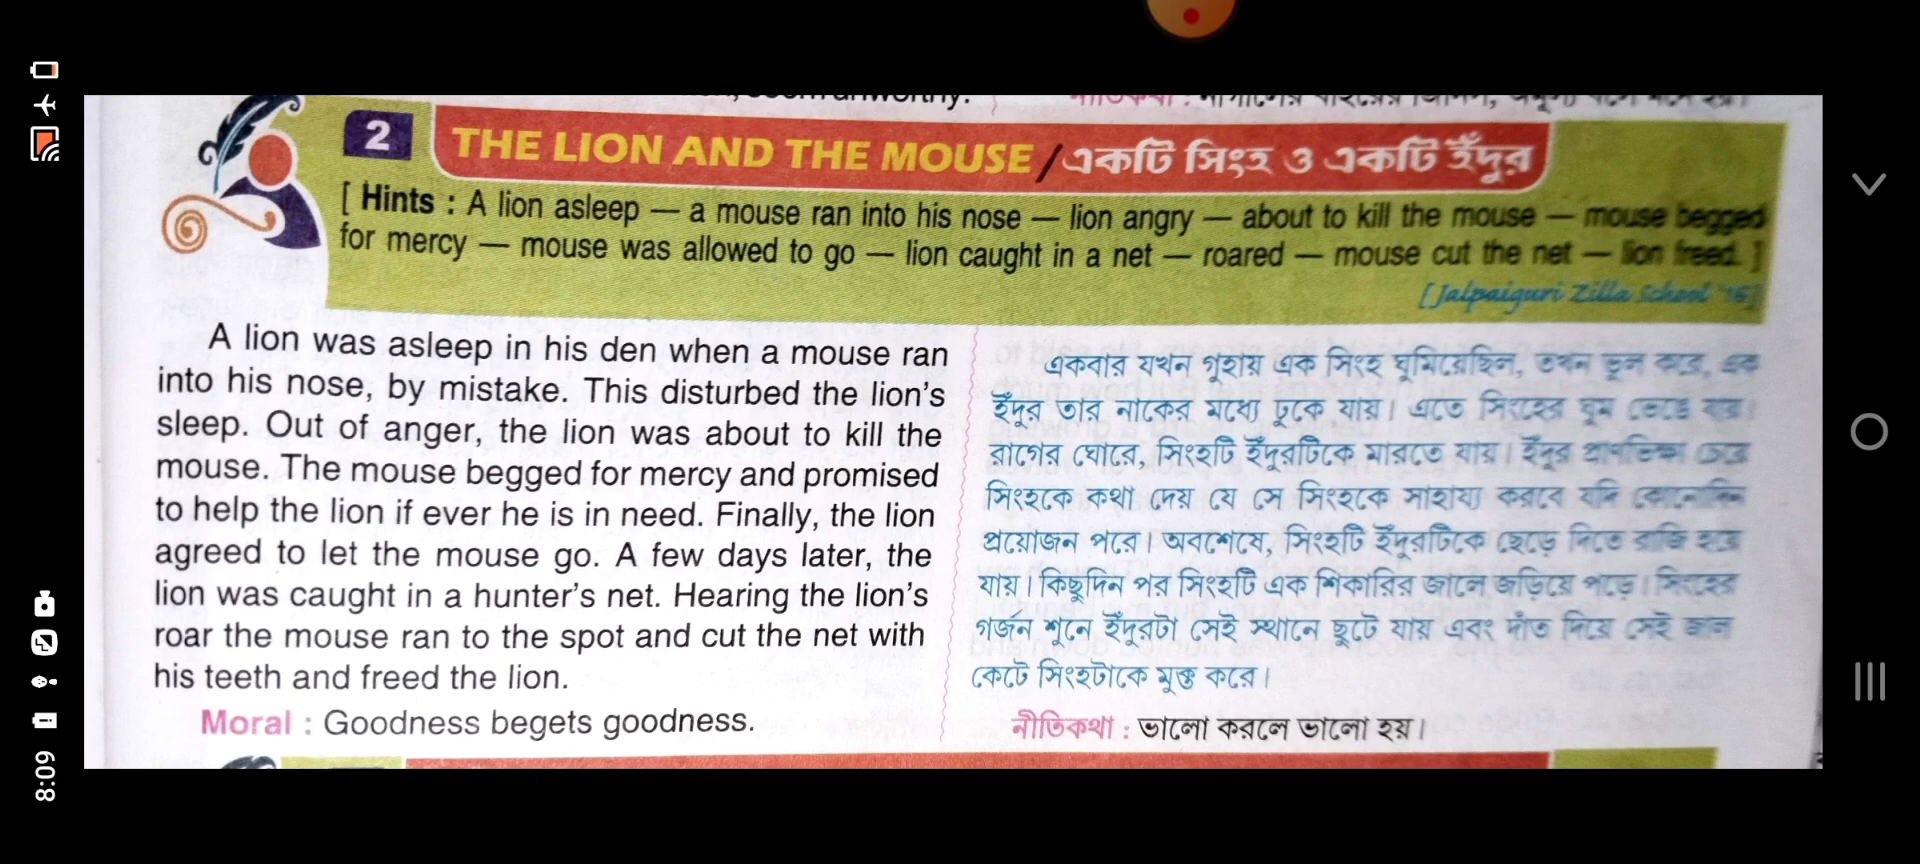 2
THE LION AND THE MOUSE/একটি সিংহ ও একটি ইঁদুর
[ Hints : A lion asleep — a mouse ran into his nose — lion angry — about to kill the mouse — mouse begged
for mercy — mouse was allowed to go — lion caught in a net — roared — mouse cut the net — lion freed. ]
[Jalpaiguri Zilla School '16]
A lion was asleep in his den when a mouse ran
into his nose, by mistake. This disturbed the lion's
sleep. Out of anger, the lion was about to kill the
mouse. The mouse begged for mercy and promised
to help the lion if ever he is in need. Finally, the lion
agreed to let the mouse go. A few days later, the
lion was caught in a hunter's net. Hearing the lion's
roar the mouse ran to the spot and cut the net with
his teeth and freed the lion.
Moral : Goodness begets goodness.
একবার যখন গুহায় এক সিংহ ঘুমিয়েছিল, তখন ভুল করে, এক
ইঁদুর তার নাকের মধ্যে ঢুকে যায়। এতে সিংহের ঘুম ভেঙে যায়।
রাগের ঘোরে, সিংহটি ইঁদুরটিকে মারতে যায়। ইঁদুর প্রাণভিক্ষা চেয়ে
সিংহকে কথা দেয় যে সে সিংহকে সাহায্য করবে যদি কোনোদিন
প্রয়োজন পরে। অবশেষে, সিংহটি ইঁদুরটিকে ছেড়ে দিতে রাজি হয়ে
যায়। কিছুদিন পর সিংহটি এক শিকারির জালে জড়িয়ে পড়ে। সিংহের
গর্জন শুনে ইঁদুরটা সেই স্থানে ছুটে যায় এবং দাঁত দিয়ে সেই জাল
কেটে সিংহটাকে মুক্ত করে।
নীতিকথা : ভালো করলে ভালো হয়।
8:09